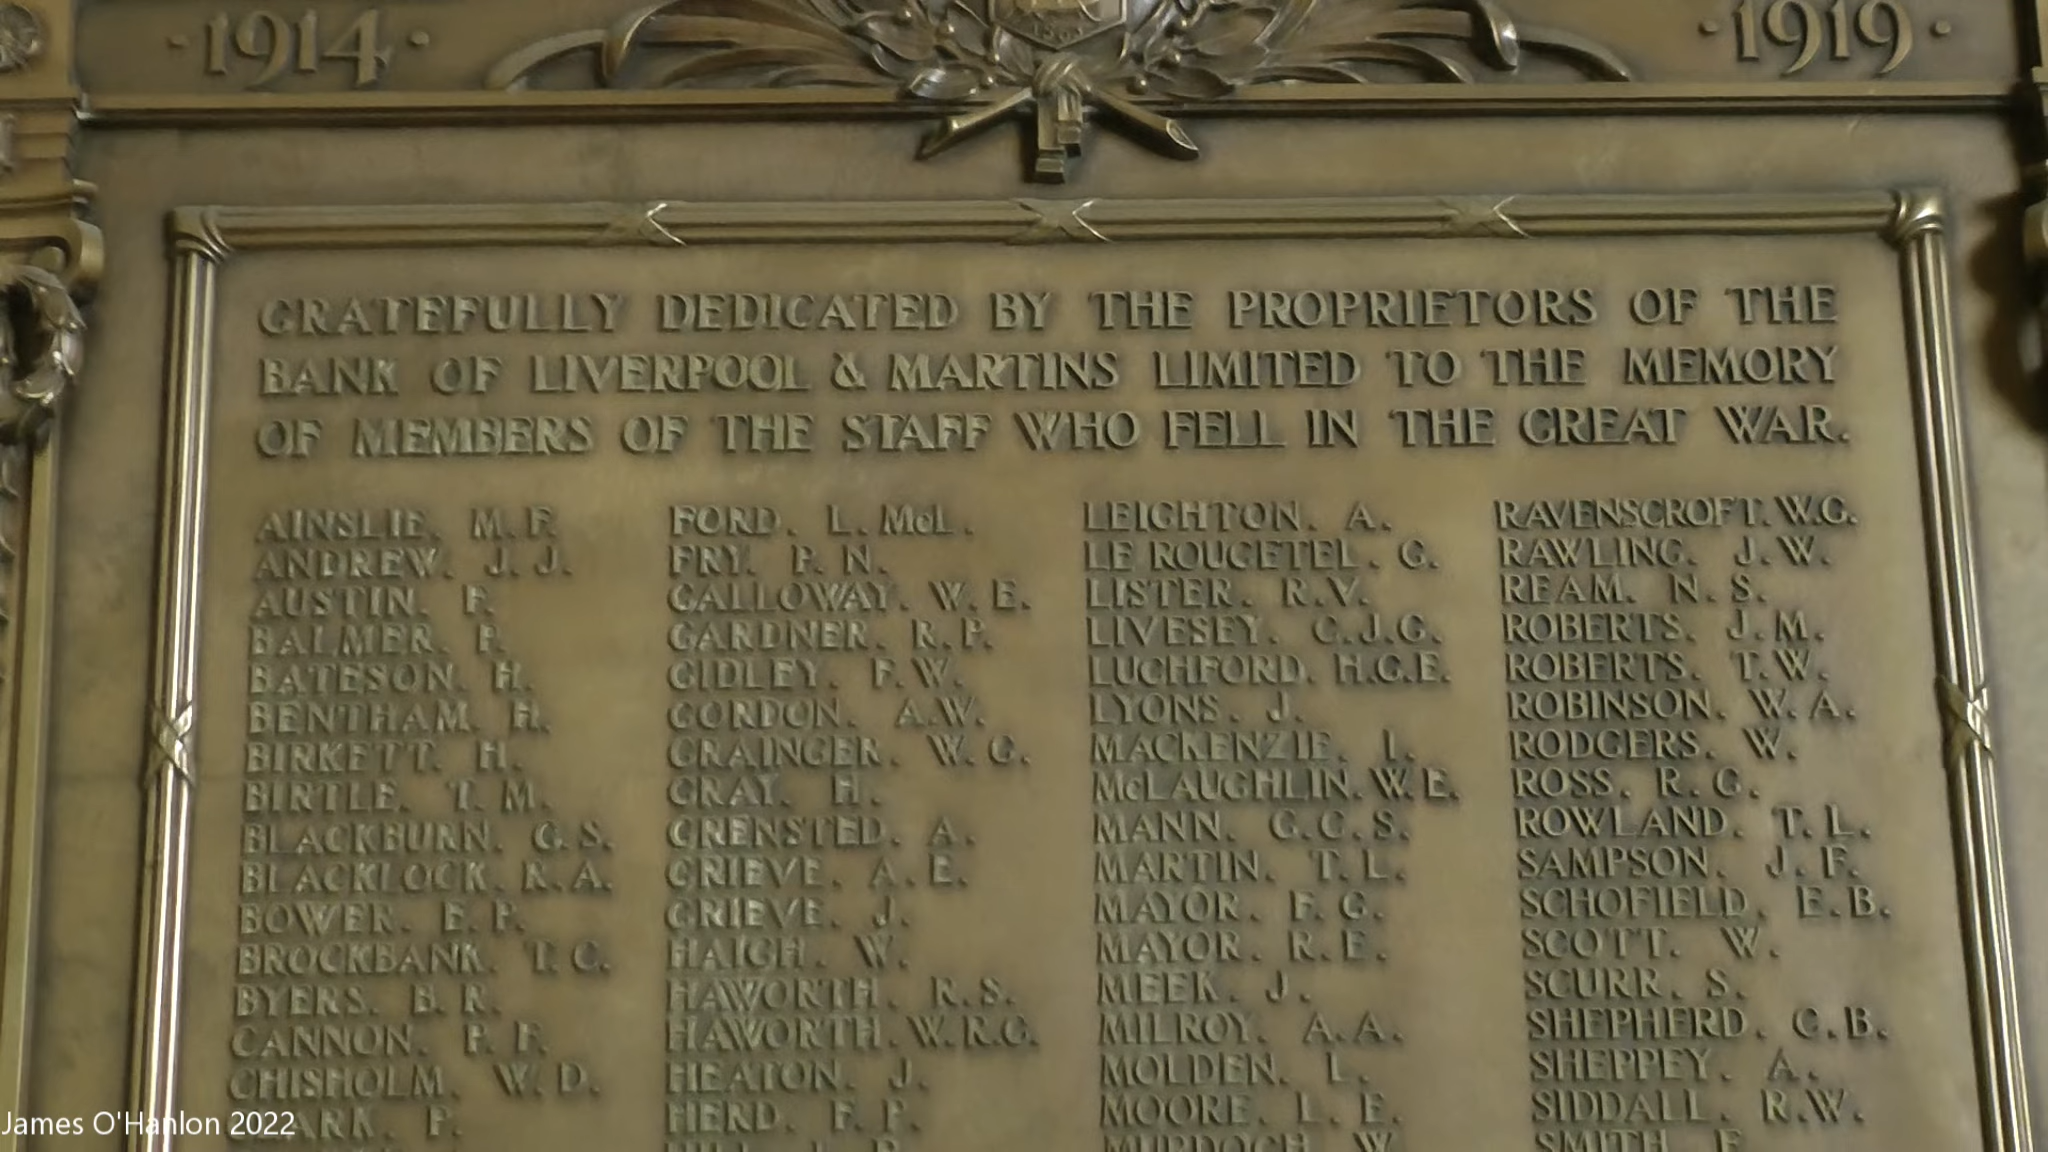 · 1914 ·
· 1919 ·
GRATEFULLY DEDICATED BY THE PROPRIETORS OF THE
BANK OF LIVERPOOL & MARTINS LIMITED TO THE MEMORY
OF MEMBERS OF THE STAFF WHO FELL IN THE GREAT WAR.
AINSLIE. M. F.
ANDREW. J. J.
AUSTIN. F.
BALMER. P.
BATESON. H.
BENTHAM. H.
BIRKETT. H.
BIRTLE. T. M.
BLACKBURN. G. S.
BLACKLOCK. R. A.
BOWER. E. P.
BROCKBANK. T. C.
BYERS. B. R.
CANNON. P. F.
CHISHOLM. W. D.
FORD. L. McL.
FRY. P. N.
GALLOWAY. W. E.
GARDNER. R. P.
GIDLEY. F. W.
GORDON. A. W.
GRAINGER. W. G.
GRAY. H.
GRENSTED. A.
GRIEVE. A. E.
GRIEVE. J.
HAIGH. W.
HAWORTH. R. S.
HAWORTH. W. R. G.
HEATON. J.
HERD. F. P.
LEIGHTON. A.
LE ROUGETEL. G.
LISTER. R. V.
LIVESEY. C. J. G.
LUCHFORD. H. G. E.
LYONS. J.
MACKENZIE. I.
McLAUGHLIN. W. E.
MANN. G. C. S.
MARTIN. T. L.
MAYOR. F. G.
MAYOR. R. E.
MEEK. J.
MILROY. A. A.
MOLDEN. L.
MOORE. L. E.
MURDOCH. W.
RAVENSCROFT. W. G.
RAWLING. J. W.
REAM. N. S.
ROBERTS. J. M.
ROBERTS. T. W.
ROBINSON. W. A.
RODGERS. W.
ROSS. R. G.
ROWLAND. T. L.
SAMPSON. J. F.
SCHOFIELD. E. B.
SCOTT. W.
SCURR. S.
SHEPHERD. G. B.
SHEPPEY. A.
SIDDALL. R. W.
SMITH.
James O'Hanlon 2022